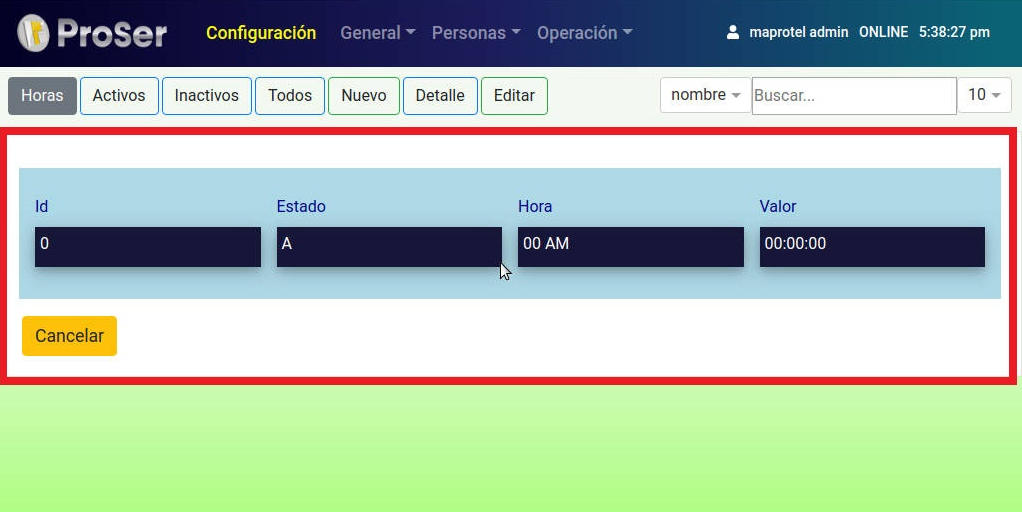 ProSer Configuración General Personas Operación maprotel admin ONLINE 5:38:27 pm
Horas Activos Inactivos Todos Nuevo Detalle Editar nombre Buscar... 10
Id Estado Hora Valor
0 A 00 AM 00:00:00
Cancelar